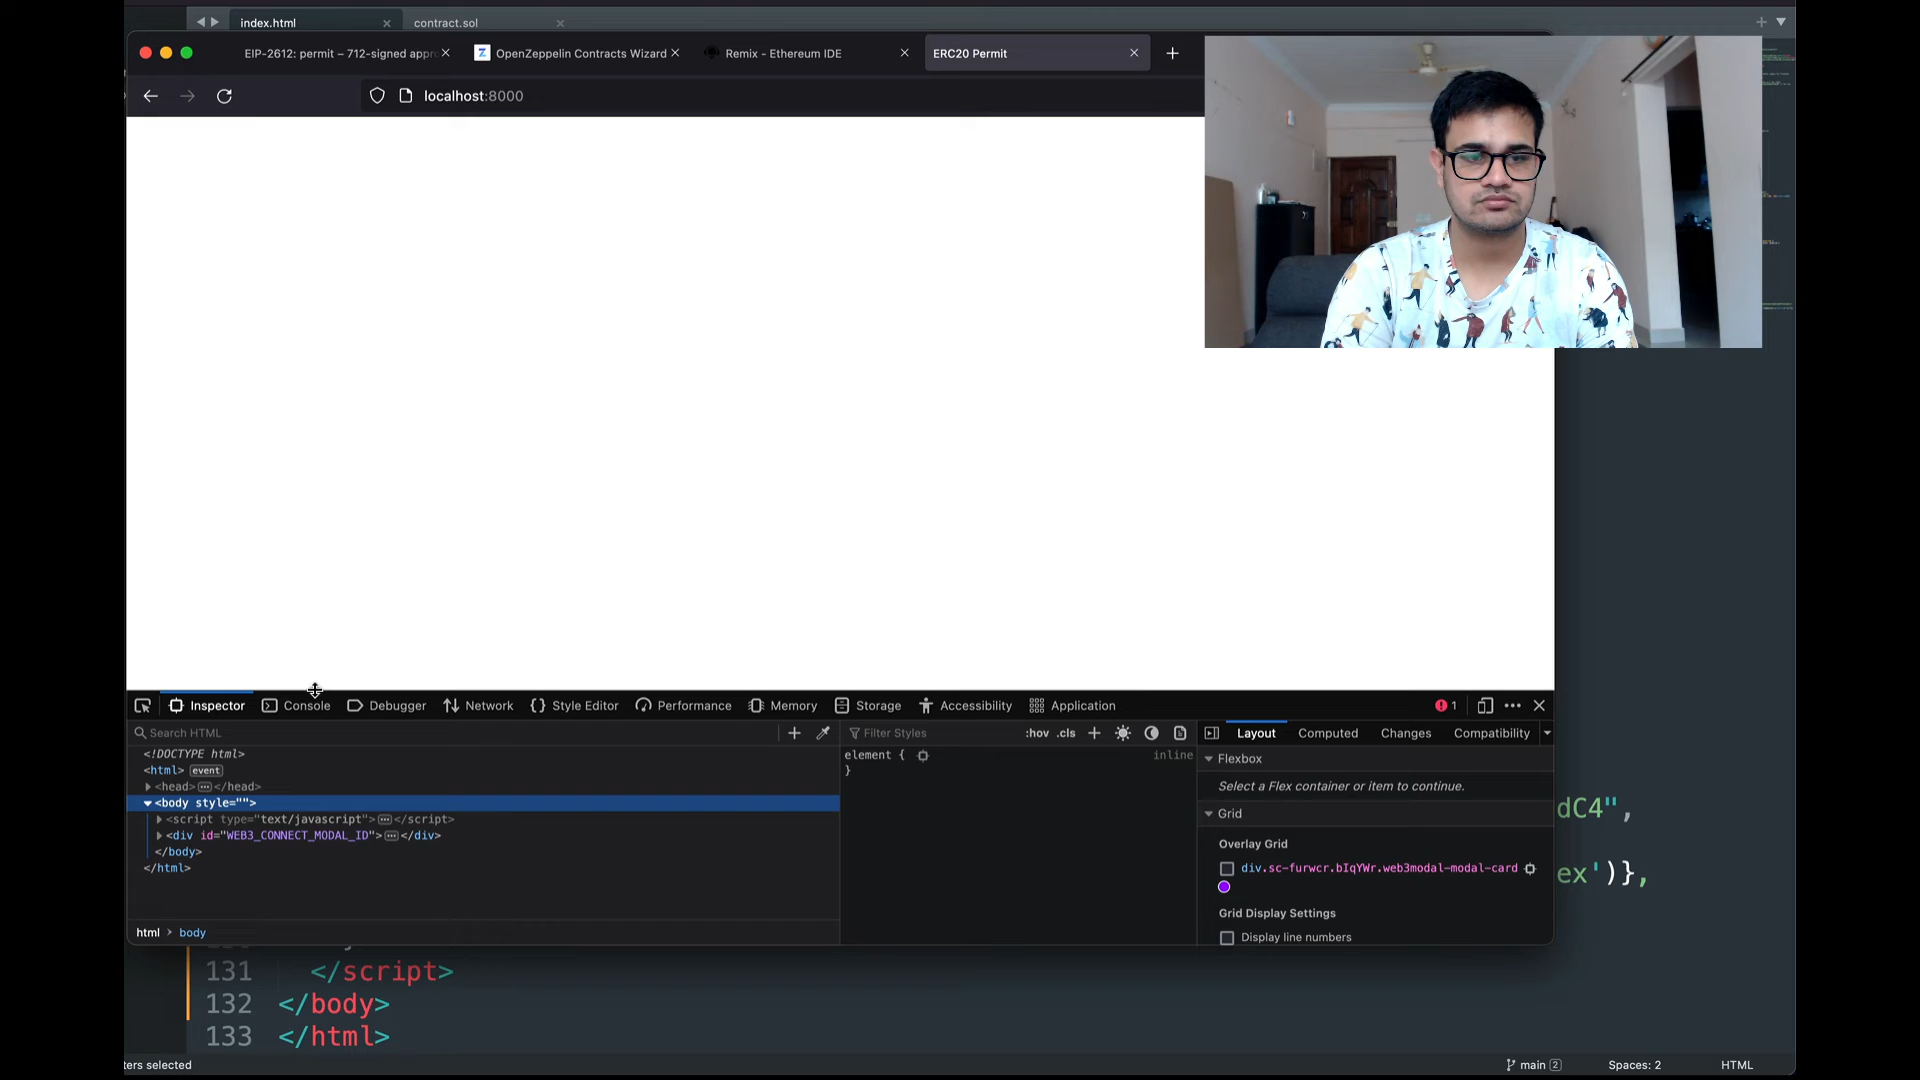 index.html
contract.sol
EIP-2612: permit – 712-signed appr
OpenZeppelin Contracts Wizard
Remix - Ethereum IDE
ERC20 Permit
localhost:8000
Inspector
Console
Debugger
Network
Style Editor
Performance
Memory
Storage
Accessibility
Application
1
Search HTML
Filter Styles
:hov .cls
Layout
Computed
Changes
Compatibility
<!DOCTYPE html>
<html> event
<head> </head>
<body style="">
<script type="text/javascript"> </script>
<div id="WEB3_CONNECT_MODAL_ID"> </div>
</body>
</html>
html > body
element { inline
}
Flexbox
Select a Flex container or item to continue.
Grid
Overlay Grid
div.sc-furwcr.bIqYWr.web3modal-modal-card
Grid Display Settings
Display line numbers
dC4",
ex')},
131 </script>
132 </body>
133 </html>
ters selected
main 2
Spaces: 2
HTML